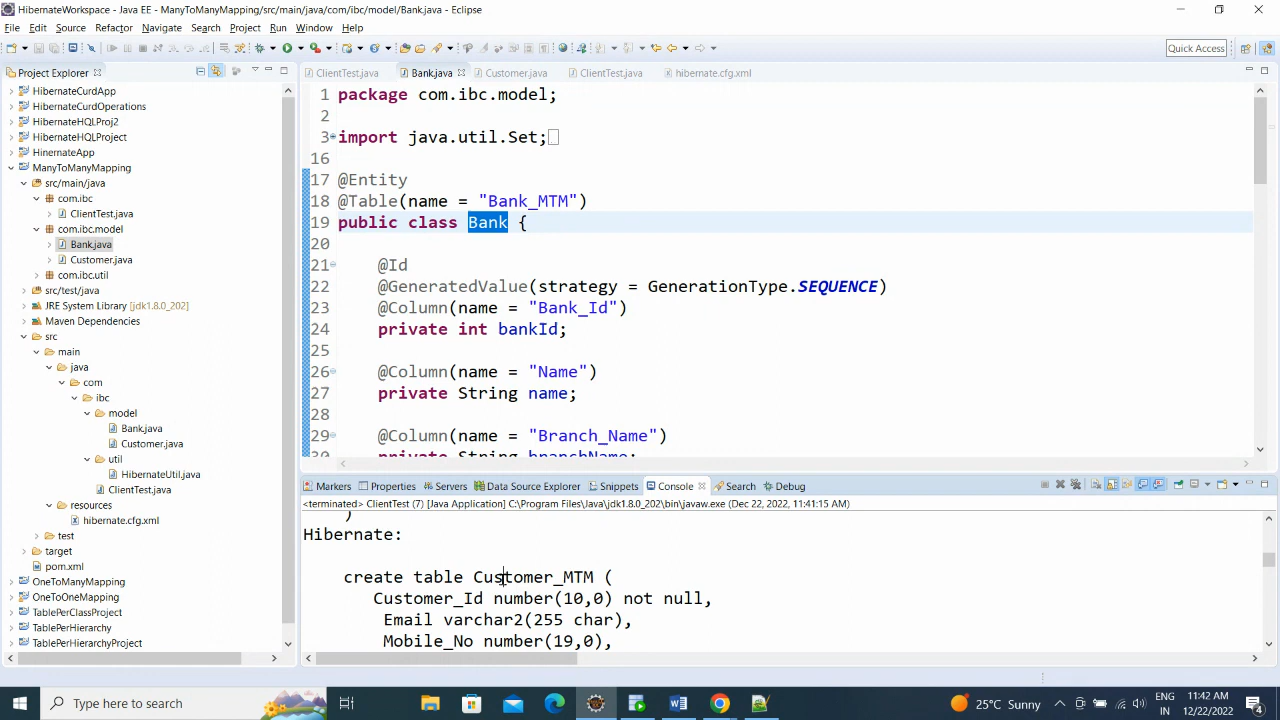 HibernateWorkspace - Java EE - ManyToManyMapping/src/main/java/com/ibc/model/Bank.java - Eclipse
File Edit Source Refactor Navigate Search Project Run Window Help
Quick Access
Project Explorer
HibernateCurdApp
HibernateCurdOperations
HibernateHQLProj2
HibernateHQLProject
HinernateApp
ManyToManyMapping
src/main/java
com.ibc
ClientTest.java
com.ibc.model
Bank.java
Customer.java
com.ibc.util
src/test/java
JRE System Library [jdk1.8.0_202]
Maven Dependencies
src
main
java
com
ibc
model
Bank.java
Customer.java
util
HibernateUtil.java
ClientTest.java
resources
hibernate.cfg.xml
test
target
pom.xml
OneToManyMapping
OneToOneMapping
TablePerClassProject
TablePerHierarchy
TablePerHierarchyProject
ClientTest.java Bank.java Customer.java ClientTest.java hibernate.cfg.xml
1 package com.ibc.model;
2
3 import java.util.Set;
16
17 @Entity
18 @Table(name = "Bank_MTM")
19 public class Bank {
20
21 @Id
22 @GeneratedValue(strategy = GenerationType.SEQUENCE)
23 @Column(name = "Bank_Id")
24 private int bankId;
25
26 @Column(name = "Name")
27 private String name;
28
29 @Column(name = "Branch_Name")
30 private String branchName;
Markers Properties Servers Data Source Explorer Snippets Console Search Debug
<terminated> ClientTest (7) [Java Application] C:\Program Files\Java\jdk1.8.0_202\bin\javaw.exe (Dec 22, 2022, 11:41:15 AM)
)
Hibernate:
create table Customer_MTM (
Customer_Id number(10,0) not null,
Email varchar2(255 char),
Mobile_No number(19,0),
Type here to search
25°C Sunny
ENG
IN
11:42 AM
12/22/2022
4